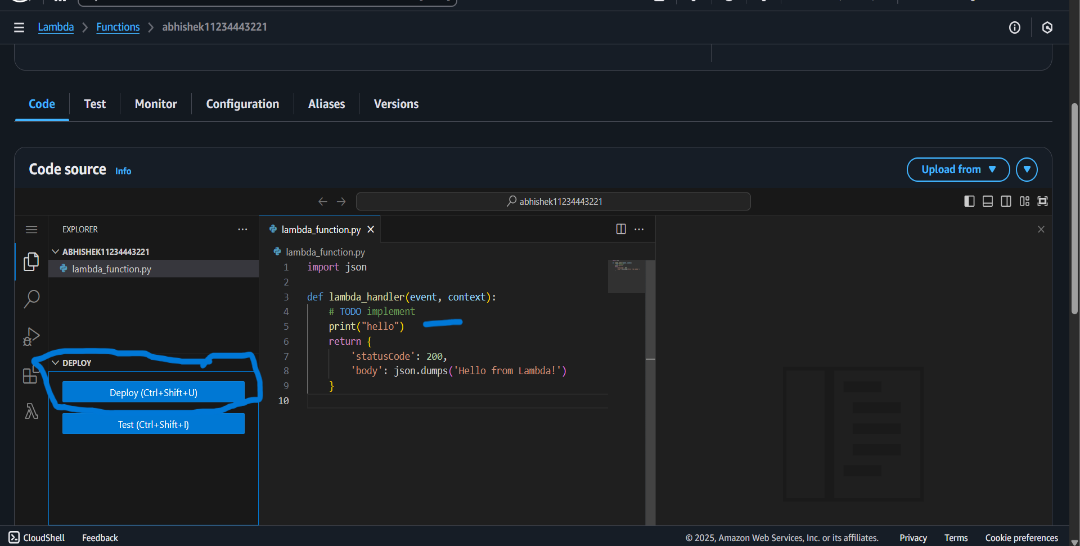 Lambda > Functions > abhishek11234443221
Code Test Monitor Configuration Aliases Versions
Code source Info
Upload from
abhishek11234443221
EXPLORER
ABHISHEK11234443221
lambda_function.py
DEPLOY
Deploy (Ctrl+Shift+U)
Test (Ctrl+Shift+I)
lambda_function.py
lambda_function.py
1 import json
2
3 def lambda_handler(event, context):
4 # TODO implement
5 print("hello")
6 return {
7 'statusCode': 200,
8 'body': json.dumps('Hello from Lambda!')
9 }
10
CloudShell Feedback © 2025, Amazon Web Services, Inc. or its affiliates. Privacy Terms Cookie preferences